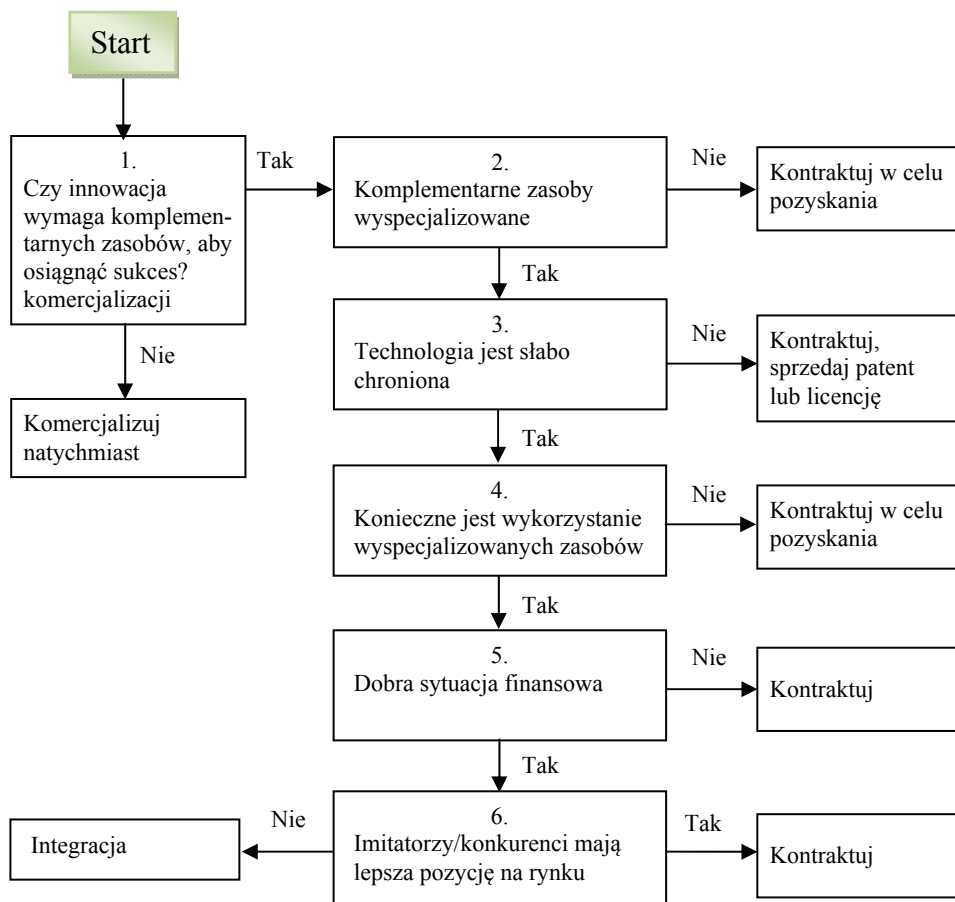 Start
1.
Czy innowacja
wymaga komplemen-
tarnych zasobów, aby
osiągnąć sukces?
komercjalizacji
Tak
2.
Komplementarne zasoby
wyspecjalizowane
Nie
Kontraktuj w celu
pozyskania
Tak
Nie
Komercjalizuj
natychmiast
3.
Technologia jest słabo
chroniona
Nie
Kontraktuj,
sprzedaj patent
lub licencję
Tak
4.
Konieczne jest wykorzystanie
wyspecjalizowanych zasobów
Nie
Kontraktuj w celu
pozyskania
Tak
5.
Dobra sytuacja finansowa
Nie
Kontraktuj
Tak
6.
Imitatorzy/konkurenci mają
lepsza pozycję na rynku
Nie
Integracja
Tak
Kontraktuj